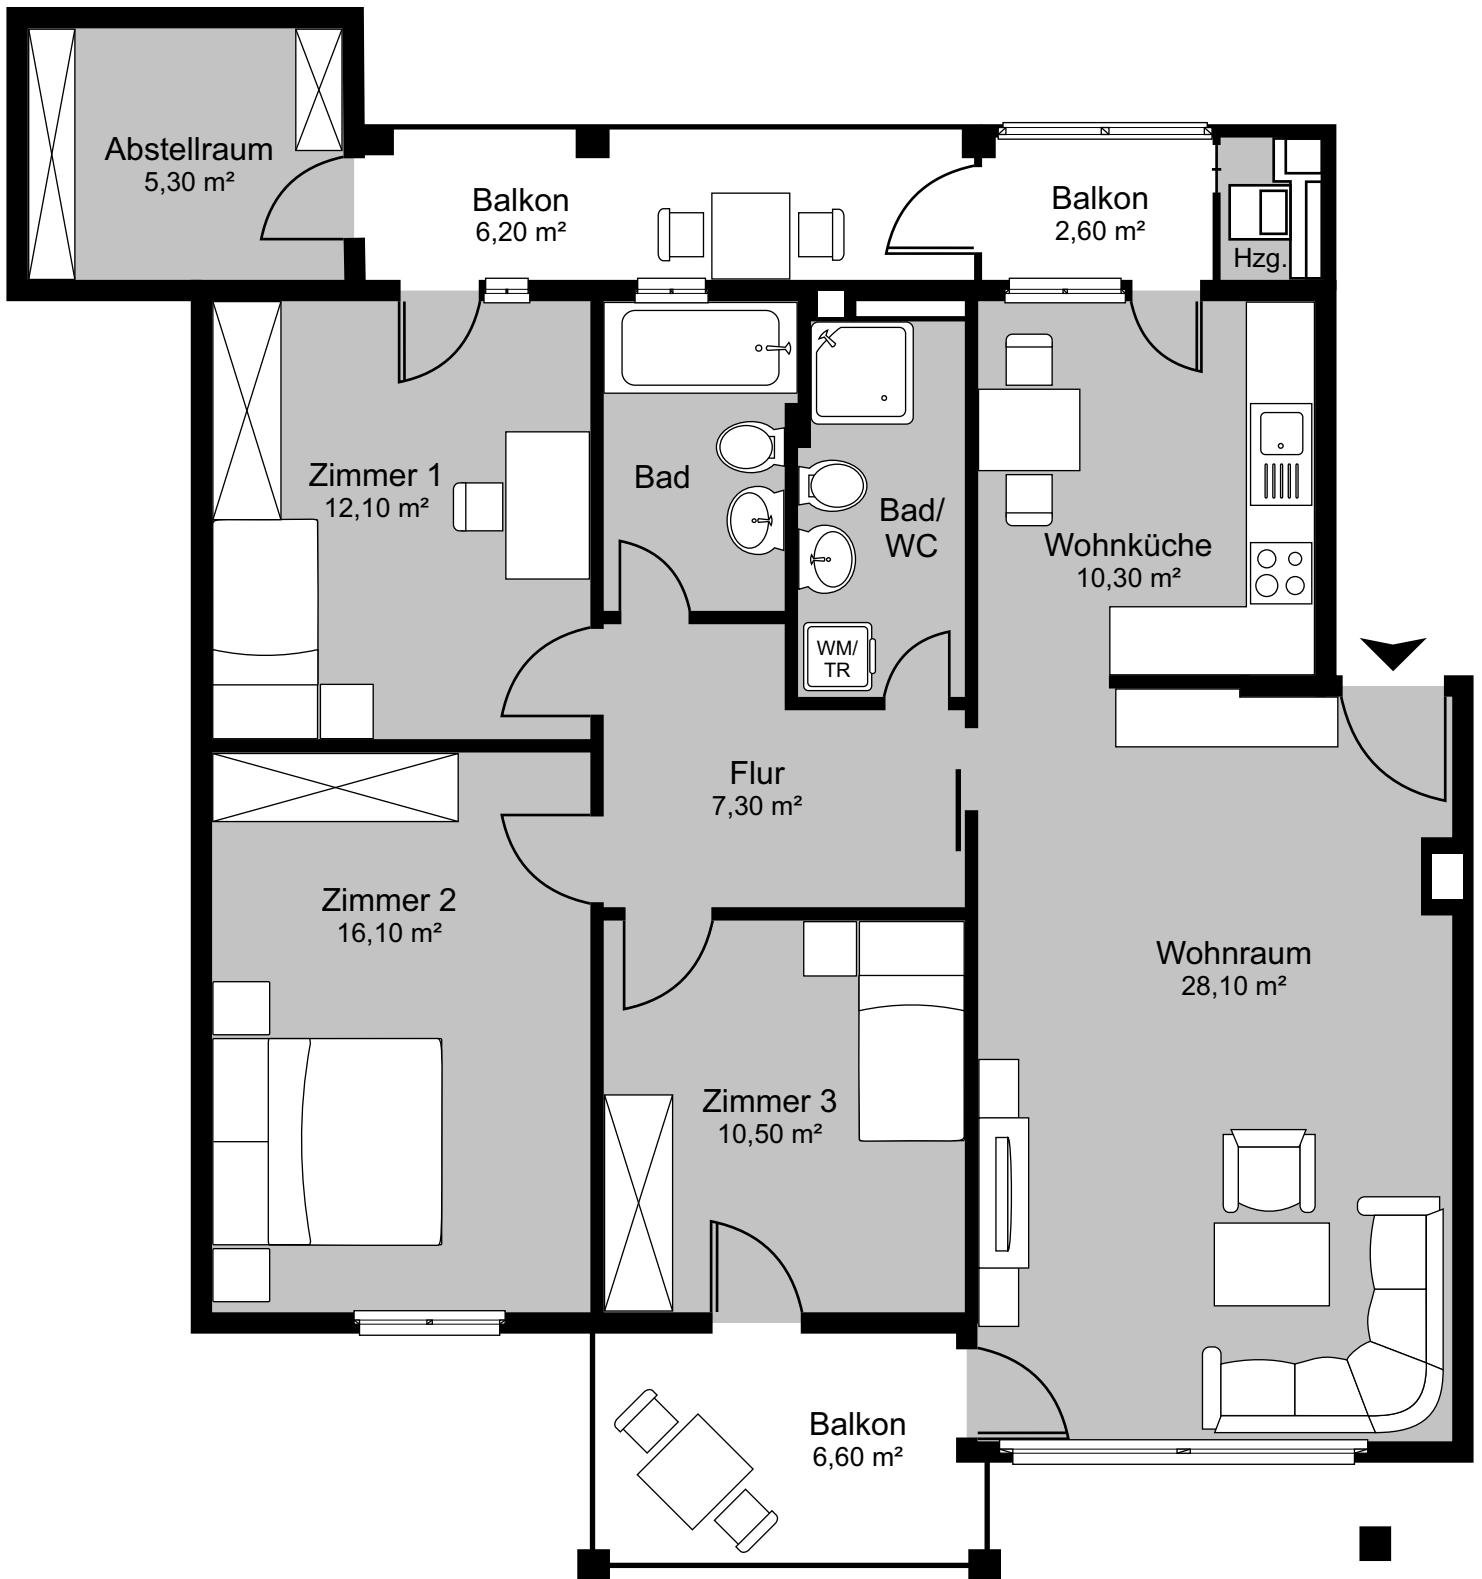 Abstellraum
5,30 m²
Balkon
6,20 m²
Balkon
2,60 m²
Hzg.
Zimmer 1
12,10 m²
Bad
Bad/
WC
Wohnküche
10,30 m²
WM/
TR
Flur
7,30 m²
Zimmer 2
16,10 m²
Wohnraum
28,10 m²
Zimmer 3
10,50 m²
Balkon
6,60 m²